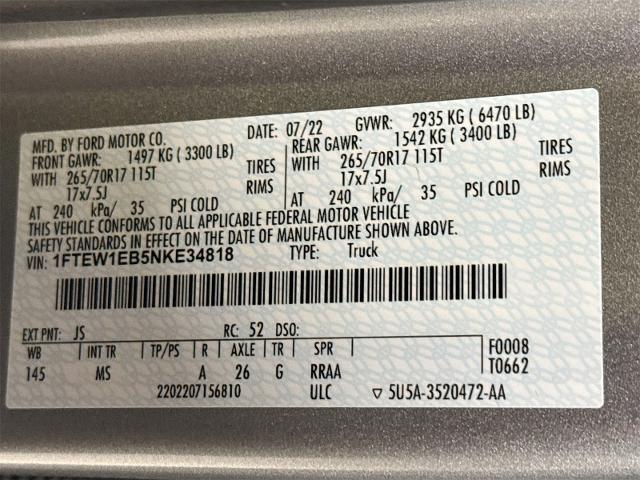 MFD. BY FORD MOTOR CO. DATE: 07/22 GVWR: 2935 KG ( 6470 LB)
FRONT GAWR: 1497 KG ( 3300 LB) REAR GAWR: 1542 KG ( 3400 LB)
WITH 265/70R17 115T TIRES WITH 265/70R17 115T TIRES
17x7.5J RIMS 17x7.5J RIMS
AT 240 kPa/ 35 PSI COLD AT 240 kPa/ 35 PSI COLD
THIS VEHICLE CONFORMS TO ALL APPLICABLE FEDERAL MOTOR VEHICLE
SAFETY STANDARDS IN EFFECT ON THE DATE OF MANUFACTURE SHOWN ABOVE.
VIN: 1FTEW1EB5NKE34818 TYPE: Truck
EXT PNT: JS RC: 52 DSO:
WB INT TR TP/PS R AXLE TR SPR F0008
145 MS A 26 G RRAA T0662
2202207156810 ULC ▽ 5U5A-3520472-AA